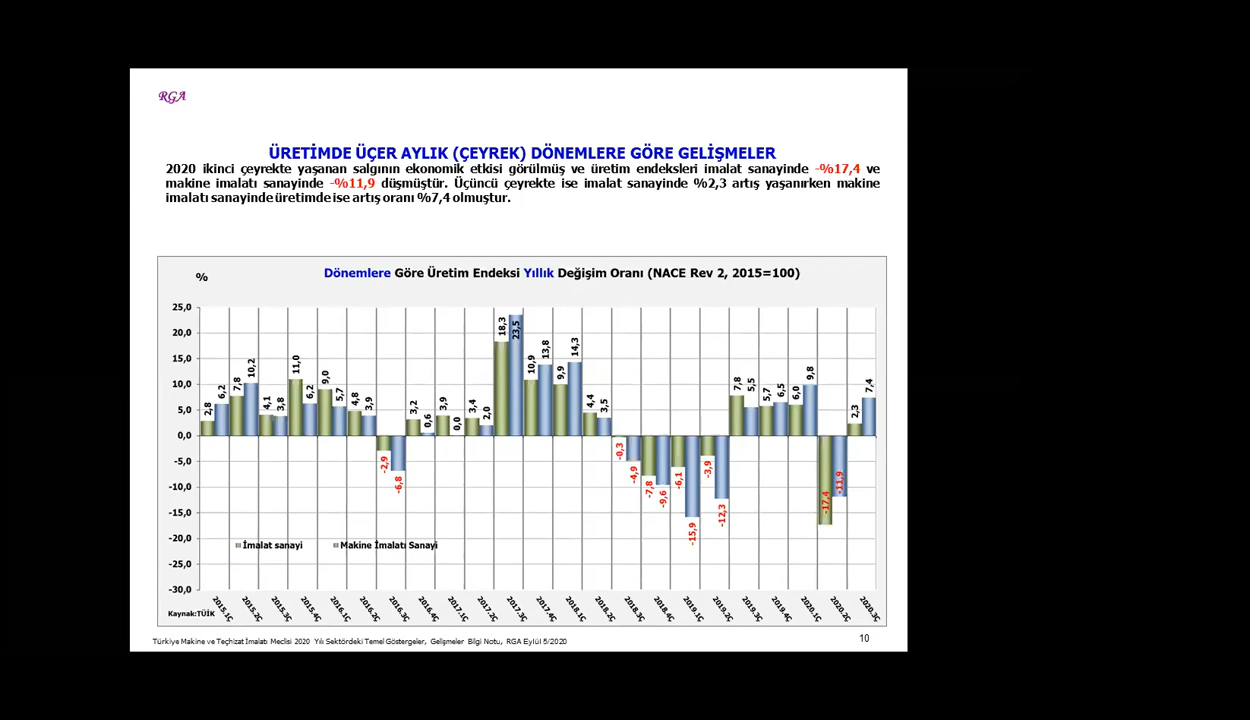 RGA
ÜRETİMDE ÜÇER AYLIK (ÇEYREK) DÖNEMLERE GÖRE GELİŞMELER
2020 ikinci çeyrekte yaşanan salgının ekonomik etkisi görülmüş ve üretim endeksleri imalat sanayinde -%17,4 ve
makine imalatı sanayinde -%11,9 düşmüştür. Üçüncü çeyrekte ise imalat sanayinde %2,3 artış yaşanırken makine
imalatı sanayinde üretimde ise artış oranı %7,4 olmuştur.
% Dönemlere Göre Üretim Endeksi Yıllık Değişim Oranı (NACE Rev 2, 2015=100)
25,0
20,0
15,0
10,0
5,0
0,0
-5,0
-10,0
-15,0
-20,0
-25,0
-30,0
2,8 6,2 7,8 10,2 4,1 3,8 11,0 6,2 9,0 5,7 4,8 3,9 -2,9 -6,8 3,2 0,6 3,9 0,0 3,4 2,0 18,3 23,5 10,9 13,8 9,9 14,3 4,4 3,5 -0,3 -4,9 -7,8 -9,6 -6,1 -15,9 -3,9 -12,3 7,8 5,5 5,7 6,5 6,0 9,8 -17,4 -11,9 2,3 7,4
İmalat sanayi Makine İmalatı Sanayi
2015.1Ç 2015.2Ç 2015.3Ç 2015.4Ç 2016.1Ç 2016.2Ç 2016.3Ç 2016.4Ç 2017.1Ç 2017.2Ç 2017.3Ç 2017.4Ç 2018.1Ç 2018.2Ç 2018.3Ç 2018.4Ç 2019.1Ç 2019.2Ç 2019.3Ç 2019.4Ç 2020.1Ç 2020.2Ç 2020.3Ç
Kaynak:TÜİK
Türkiye Makine ve Teçhizat İmalatı Meclisi 2020 Yılı Sektördeki Temel Göstergeler, Gelişmeler Bilgi Notu, RGA Eylül 6/2020
10